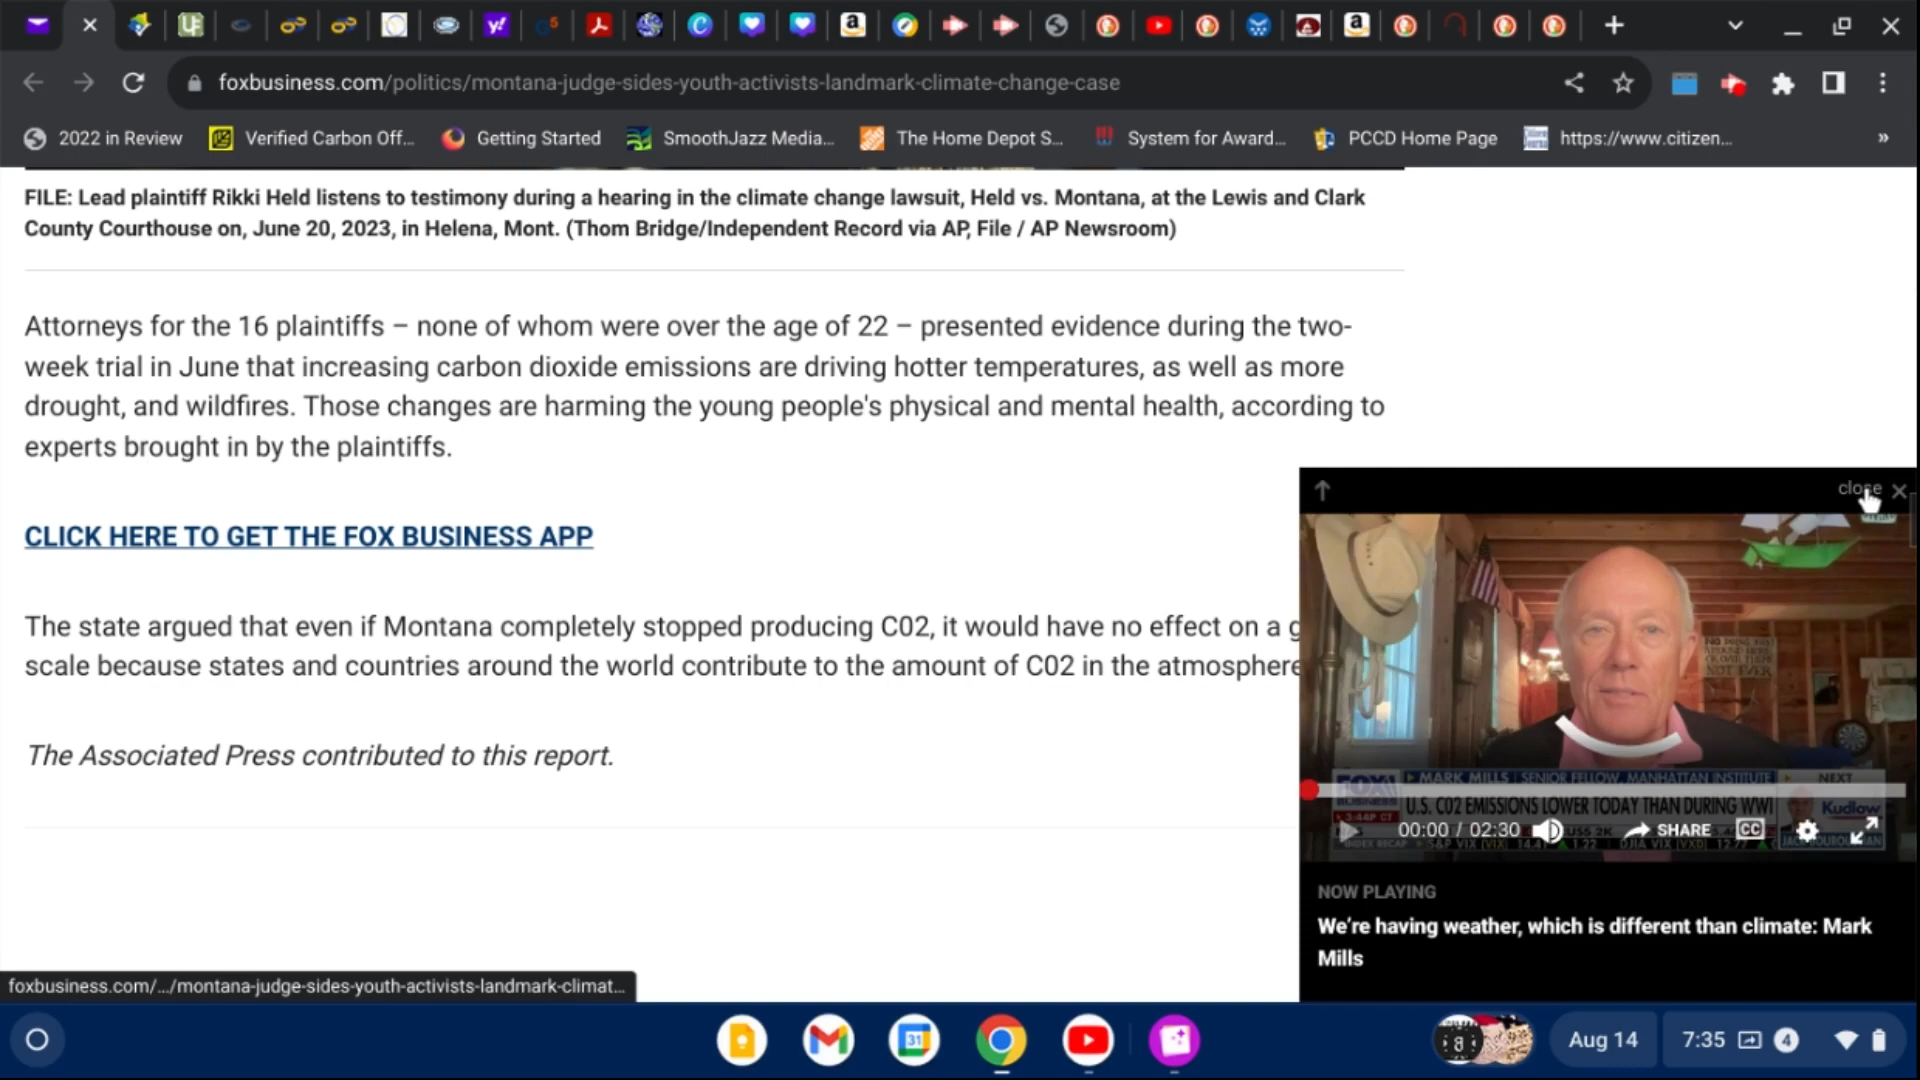 foxbusiness.com/politics/montana-judge-sides-youth-activists-landmark-climate-change-case
2022 in Review
Verified Carbon Off...
Getting Started
SmoothJazz Media...
The Home Depot S...
System for Award...
PCCD Home Page
https://www.citizen...
»
FILE: Lead plaintiff Rikki Held listens to testimony during a hearing in the climate change lawsuit, Held vs. Montana, at the Lewis and Clark
County Courthouse on, June 20, 2023, in Helena, Mont. (Thom Bridge/Independent Record via AP, File / AP Newsroom)
Attorneys for the 16 plaintiffs – none of whom were over the age of 22 – presented evidence during the two-
week trial in June that increasing carbon dioxide emissions are driving hotter temperatures, as well as more
drought, and wildfires. Those changes are harming the young people's physical and mental health, according to
experts brought in by the plaintiffs.
CLICK HERE TO GET THE FOX BUSINESS APP
The state argued that even if Montana completely stopped producing C02, it would have no effect on a g
scale because states and countries around the world contribute to the amount of C02 in the atmosphere
The Associated Press contributed to this report.
close
MARK MILLS | SENIOR FELLOW, MANHATTAN INSTITUTE
NEXT
FOX
BUSINESS
U.S. C02 EMISSIONS LOWER TODAY THAN DURING WWI
Kudlow
3:44P CT
00:00 / 02:30
SHARE
CC
NOW PLAYING
We're having weather, which is different than climate: Mark
Mills
foxbusiness.com/.../montana-judge-sides-youth-activists-landmark-climat...
31
8
Aug 14
7:35
4